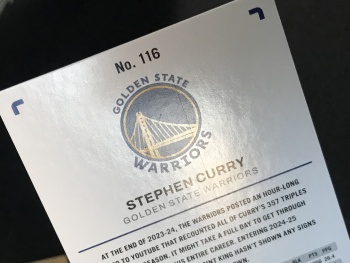 No. 116
GOLDEN STATE
WARRIORS
STEPHEN CURRY
GOLDEN STATE WARRIORS
AT THE END OF 2023-24, THE WARRIORS POSTED AN HOUR-LONG
TO YOUTUBE THAT RECOUNTED ALL OF CURRY'S 357 TRIPLES
SEASON. IT MIGHT TAKE A FULL DAY TO GET THROUGH
ENTIRE CAREER. ENTERING 2024-25
KING HASN'T SHOWN ANY SIGNS
PTS